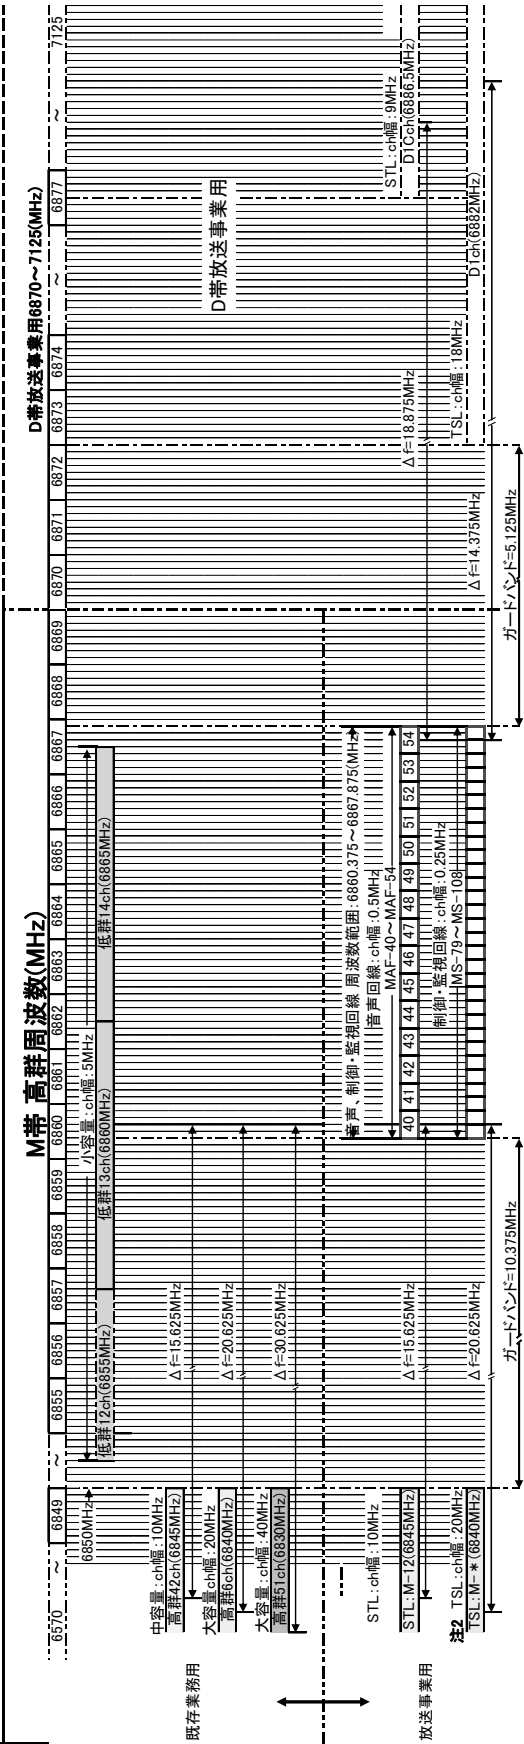 M帯 高群周波数(MHz)
D帯放送事業用6870～7125(MHz)
6570 ～ 6849 ～ 6855 6856 6857 6858 6859 6860 6861 6862 6863 6864 6865 6866 6867 6868 6869 6870 6871 6872 6873 6874 ～ 6877 ～ 7125
6850MHz
小容量:ch幅:5MHz
低群12ch(6855MHz) 低群13ch(6860MHz) 低群14ch(6865MHz)
既存業務用
中容量:ch幅:10MHz
高群42ch(6845MHz)
Δf=15.625MHz
大容量ch幅:20MHz
高群6ch(6840MHz)
Δf=20.625MHz
大容量:ch幅:40MHz
高群51ch(6830MHz)
Δf=30.625MHz
D帯放送事業用
放送事業用
音声、制御・監視回線 周波数範囲:6860.375～6867.875(MHz)
音声回線:ch幅:0.5MHz
MAF-40～MAF-54
STL:ch幅:10MHz
STL:M-12(6845MHz)
Δf=15.625MHz
40 41 42 43 44 45 46 47 48 49 50 51 52 53 54
Δf=18.875MHz
STL:ch幅:9MHz
D1Cch(6886.5MHz)
制御・監視回線:ch幅:0.25MHz
MS-79～MS-108
注2 TSL:ch幅:20MHz
TSL:M-＊(6840MHz)
Δf=20.625MHz
Δf=14.375MHz
TSL:ch幅:18MHz
D1ch(6882MHz)
ガードバンド=10.375MHz
ガードバンド=5.125MHz